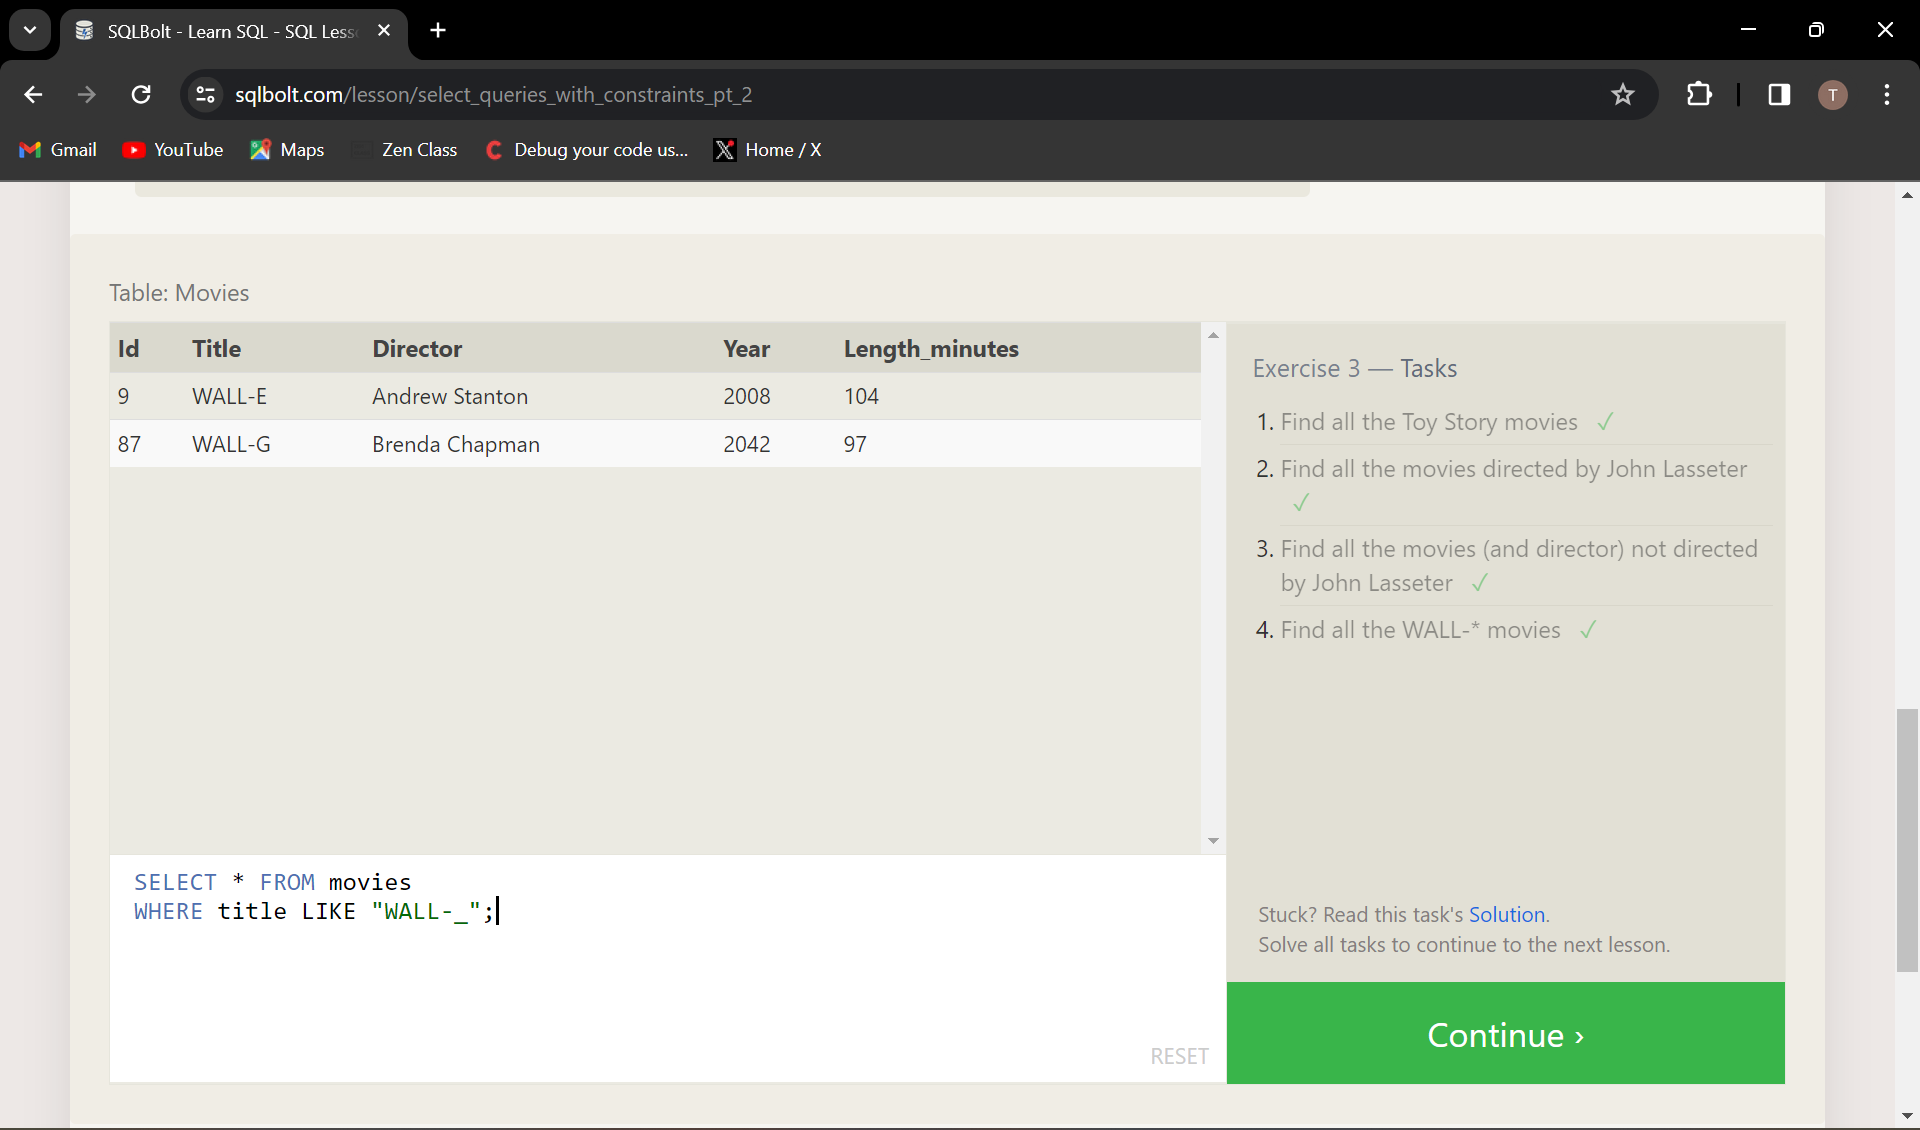 SQLBolt - Learn SQL - SQL Less
sqlbolt.com/lesson/select_queries_with_constraints_pt_2
T
Gmail
YouTube
Maps
Zen Class
Debug your code us...
Home / X
Table: Movies
Id Title Director Year Length_minutes
9 WALL-E Andrew Stanton 2008 104
87 WALL-G Brenda Chapman 2042 97
SELECT * FROM movies
WHERE title LIKE "WALL-_";
RESET
Exercise 3 — Tasks
1. Find all the Toy Story movies ✓
2. Find all the movies directed by John Lasseter
✓
3. Find all the movies (and director) not directed
by John Lasseter ✓
4. Find all the WALL-* movies ✓
Stuck? Read this task's Solution.
Solve all tasks to continue to the next lesson.
Continue ›